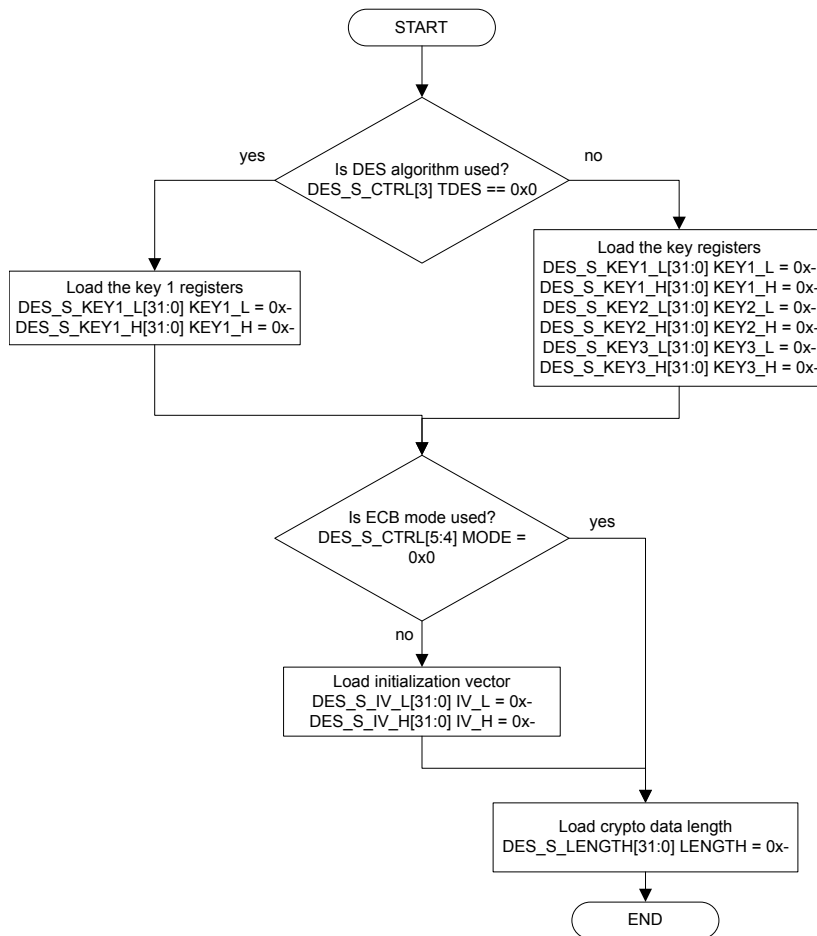 START
yes
Is DES algorithm used?
no
DES_S_CTRL[3] TDES == 0x0
Load the key 1 registers
DES_S_KEY1_L[31:0] KEY1_L = 0x-
DES_S_KEY1_H[31:0] KEY1_H = 0x-
Load the key registers
DES_S_KEY1_L[31:0] KEY1_L = 0x-
DES_S_KEY1_H[31:0] KEY1_H = 0x-
DES_S_KEY2_L[31:0] KEY2_L = 0x-
DES_S_KEY2_H[31:0] KEY2_H = 0x-
DES_S_KEY3_L[31:0] KEY3_L = 0x-
DES_S_KEY3_H[31:0] KEY3_H = 0x-
Is ECB mode used?
DES_S_CTRL[5:4] MODE =
0x0
yes
no
Load initialization vector
DES_S_IV_L[31:0] IV_L = 0x-
DES_S_IV_H[31:0] IV_H = 0x-
Load crypto data length
DES_S_LENGTH[31:0] LENGTH = 0x-
END